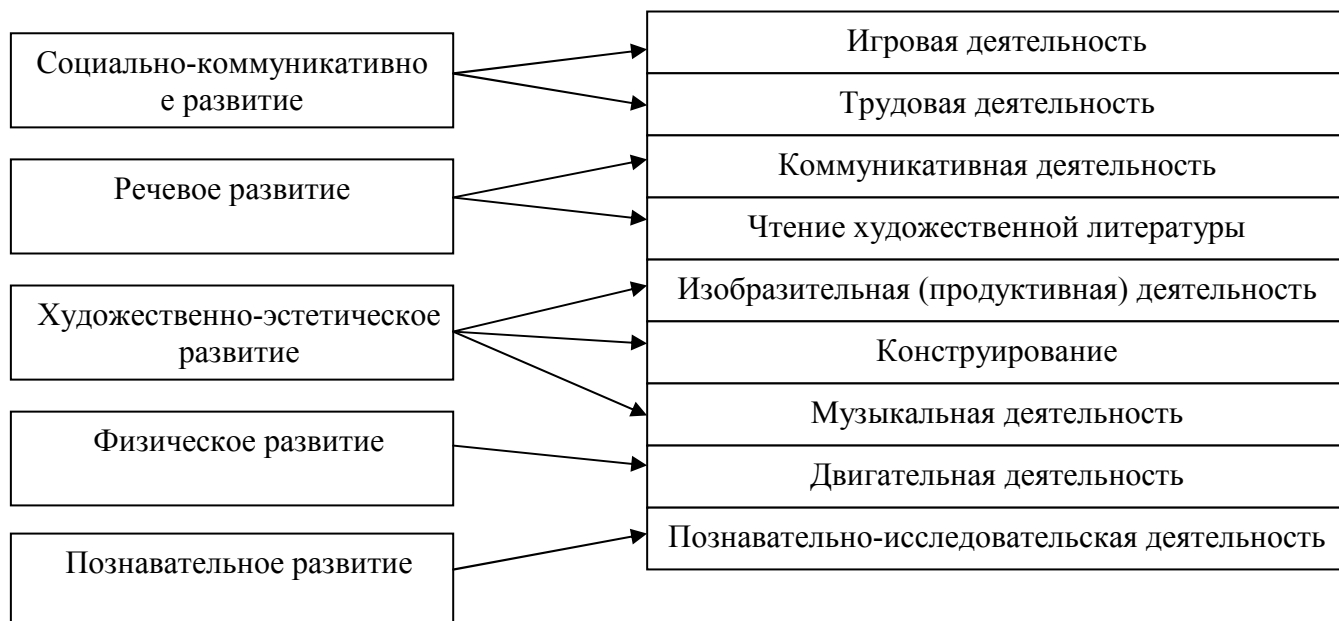 Социально-коммуникативно
е развитие
Речевое развитие
Художественно-эстетическое
развитие
Физическое развитие
Познавательное развитие
Игровая деятельность
Трудовая деятельность
Коммуникативная деятельность
Чтение художественной литературы
Изобразительная (продуктивная) деятельность
Конструирование
Музыкальная деятельность
Двигательная деятельность
Познавательно-исследовательская деятельность